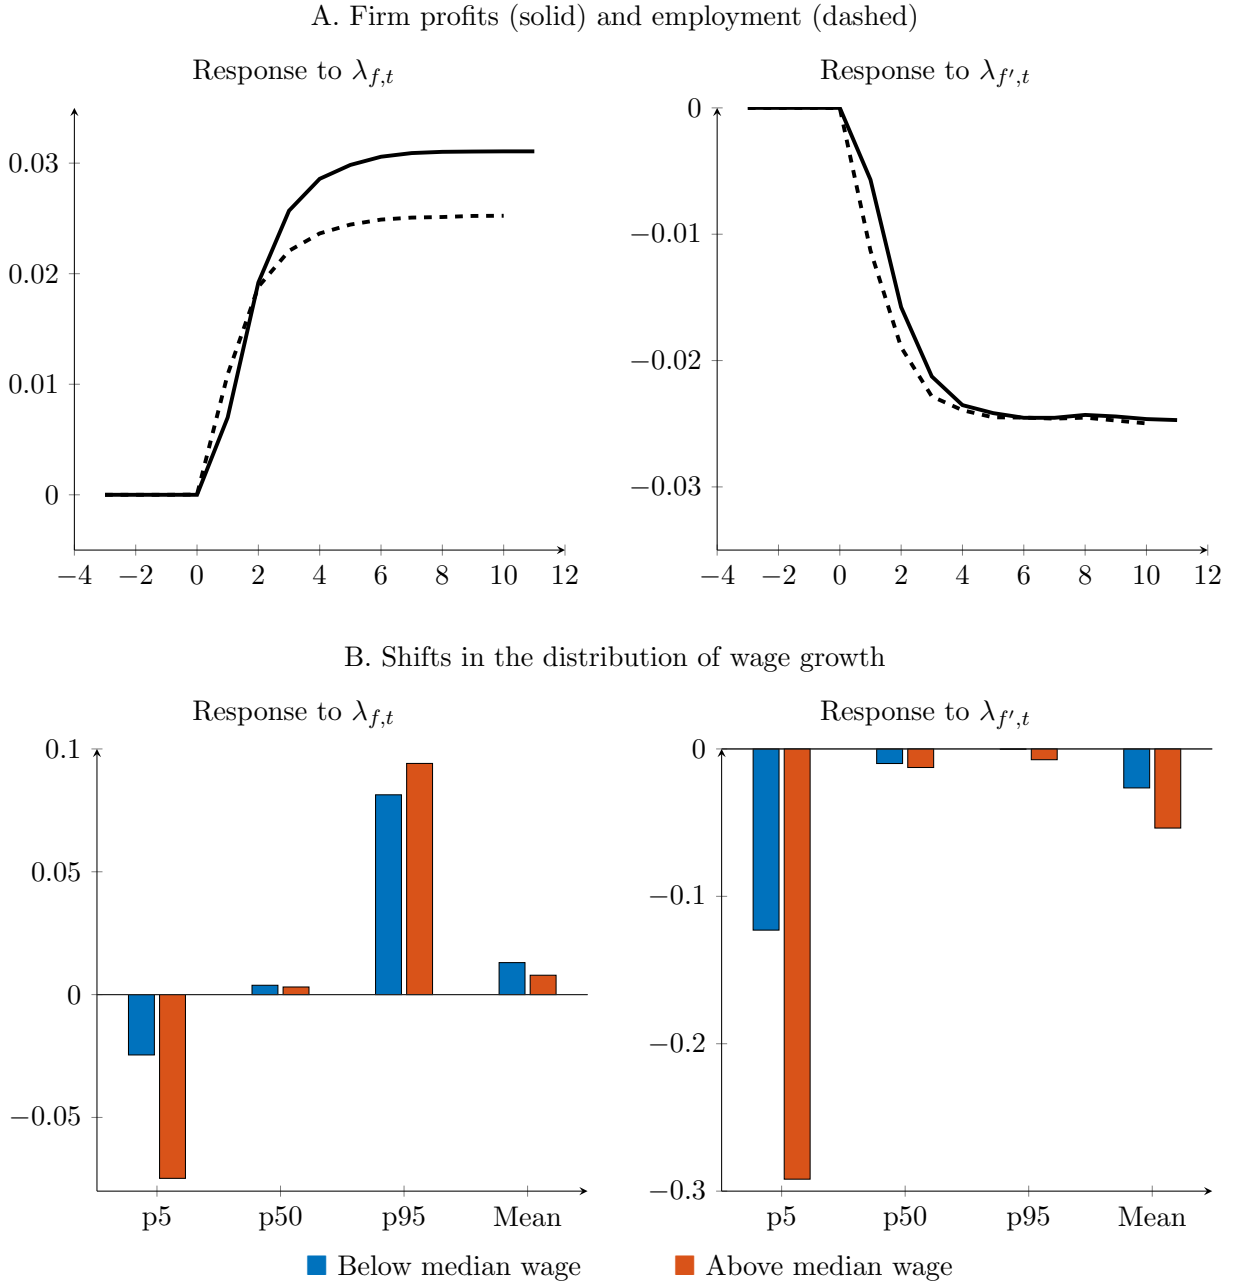 A. Firm profits (solid) and employment (dashed)
Response to λf,t
Response to λf′,t
0.03
0.02
0.01
0
−4 −2 0 2 4 6 8 10 12
0
−0.01
−0.02
−0.03
−4 −2 0 2 4 6 8 10 12
B. Shifts in the distribution of wage growth
Response to λf,t
Response to λf′,t
0.1
0.05
0
−0.05
p5 p50 p95 Mean
0
−0.1
−0.2
−0.3
p5 p50 p95 Mean
Below median wage
Above median wage